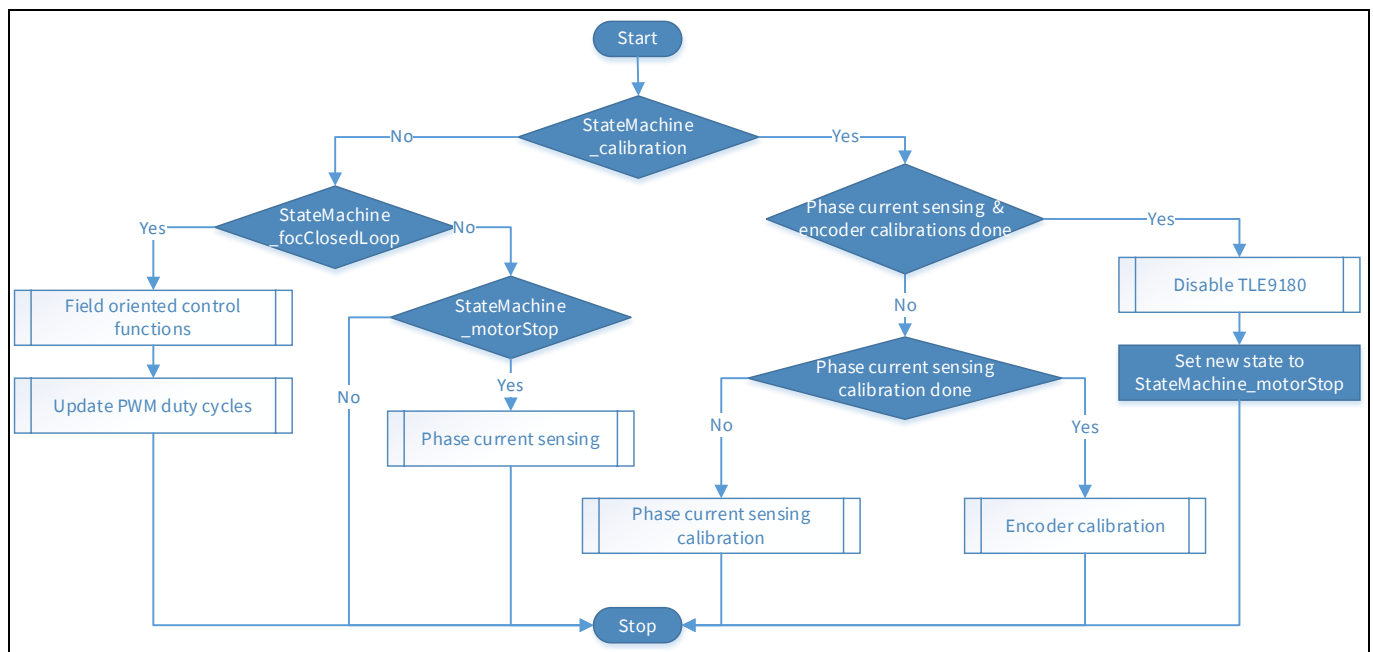 Start
StateMachine
_calibration
No
Yes
StateMachine
_focClosedLoop
Phase current sensing &
encoder calibrations done
Yes
No
Yes
Field oriented control
functions
StateMachine
_motorStop
No
Disable TLE9180
Update PWM duty cycles
No
Yes
Phase current sensing
calibration done
Set new state to
StateMachine_motorStop
Phase current sensing
No
Yes
Phase current sensing
calibration
Encoder calibration
Stop